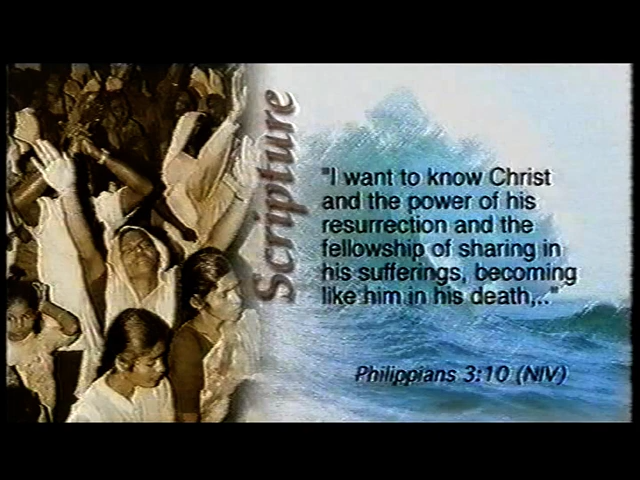 Scripture
"I want to know Christ
and the power of his
resurrection and the
fellowship of sharing in
his sufferings, becoming
like him in his death,..."
Philippians 3:10 (NIV)